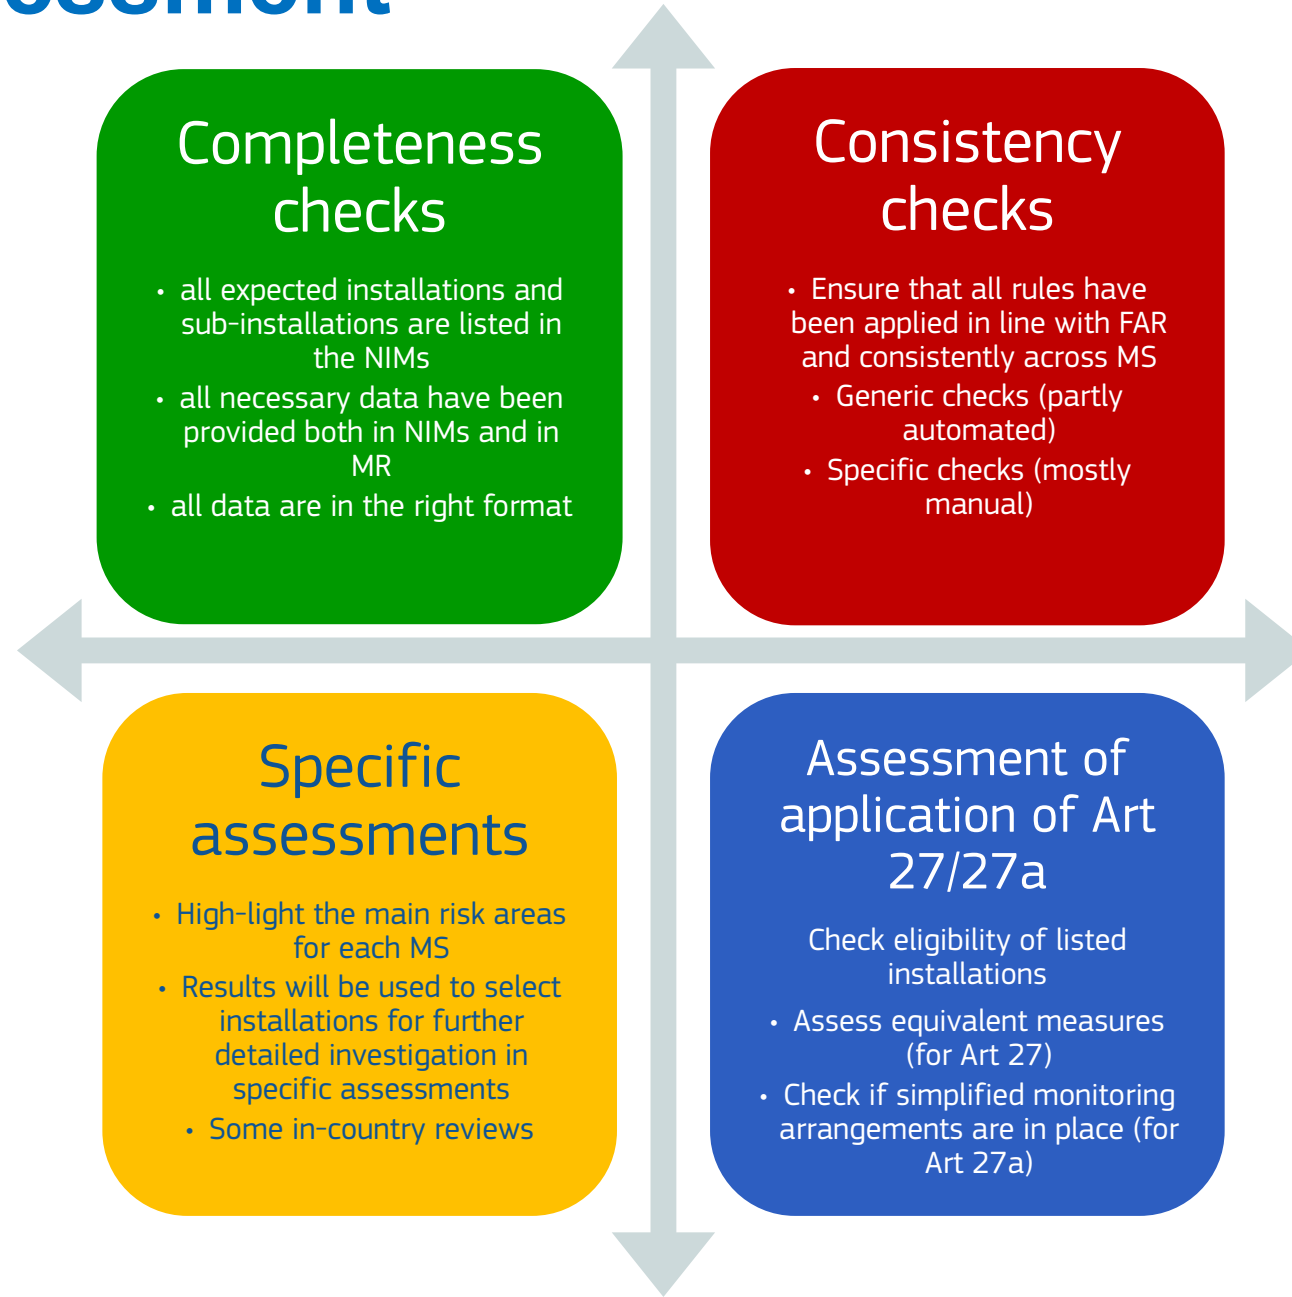 Completeness
checks
• all expected installations and
sub-installations are listed in
the NIMs
• all necessary data have been
provided both in NIMs and in
MR
• all data are in the right format
Consistency
checks
• Ensure that all rules have
been applied in line with FAR
and consistently across MS
• Generic checks (partly
automated)
• Specific checks (mostly
manual)
Specific
assessments
• High-light the main risk areas
for each MS
• Results will be used to select
installations for further
detailed investigation in
specific assessments
• Some in-country reviews
Assessment of
application of Art
27/27a
Check eligibility of listed
installations
• Assess equivalent measures
(for Art 27)
• Check if simplified monitoring
arrangements are in place (for
Art 27a)